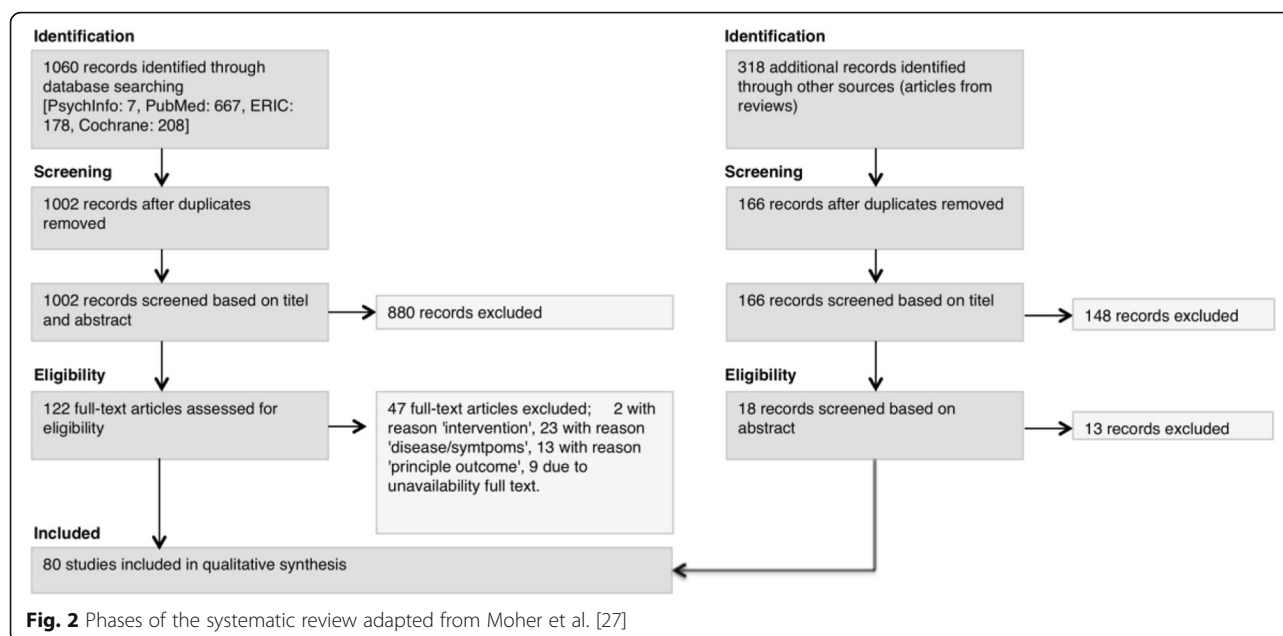 Identification
1060 records identified through
database searching
[PsychInfo: 7, PubMed: 667, ERIC:
178, Cochrane: 208]
Screening
1002 records after duplicates
removed
1002 records screened based on titel
and abstract
880 records excluded
Eligibility
122 full-text articles assessed for
eligibility
47 full-text articles excluded; 2 with
reason 'intervention', 23 with reason
'disease/symtpoms', 13 with reason
'principle outcome', 9 due to
unavailability full text.
Included
80 studies included in qualitative synthesis
Identification
318 additional records identified
through other sources (articles from
reviews)
Screening
166 records after duplicates removed
166 records screened based on titel
148 records excluded
Eligibility
18 records screened based on
abstract
13 records excluded
Fig. 2 Phases of the systematic review adapted from Moher et al. [27]